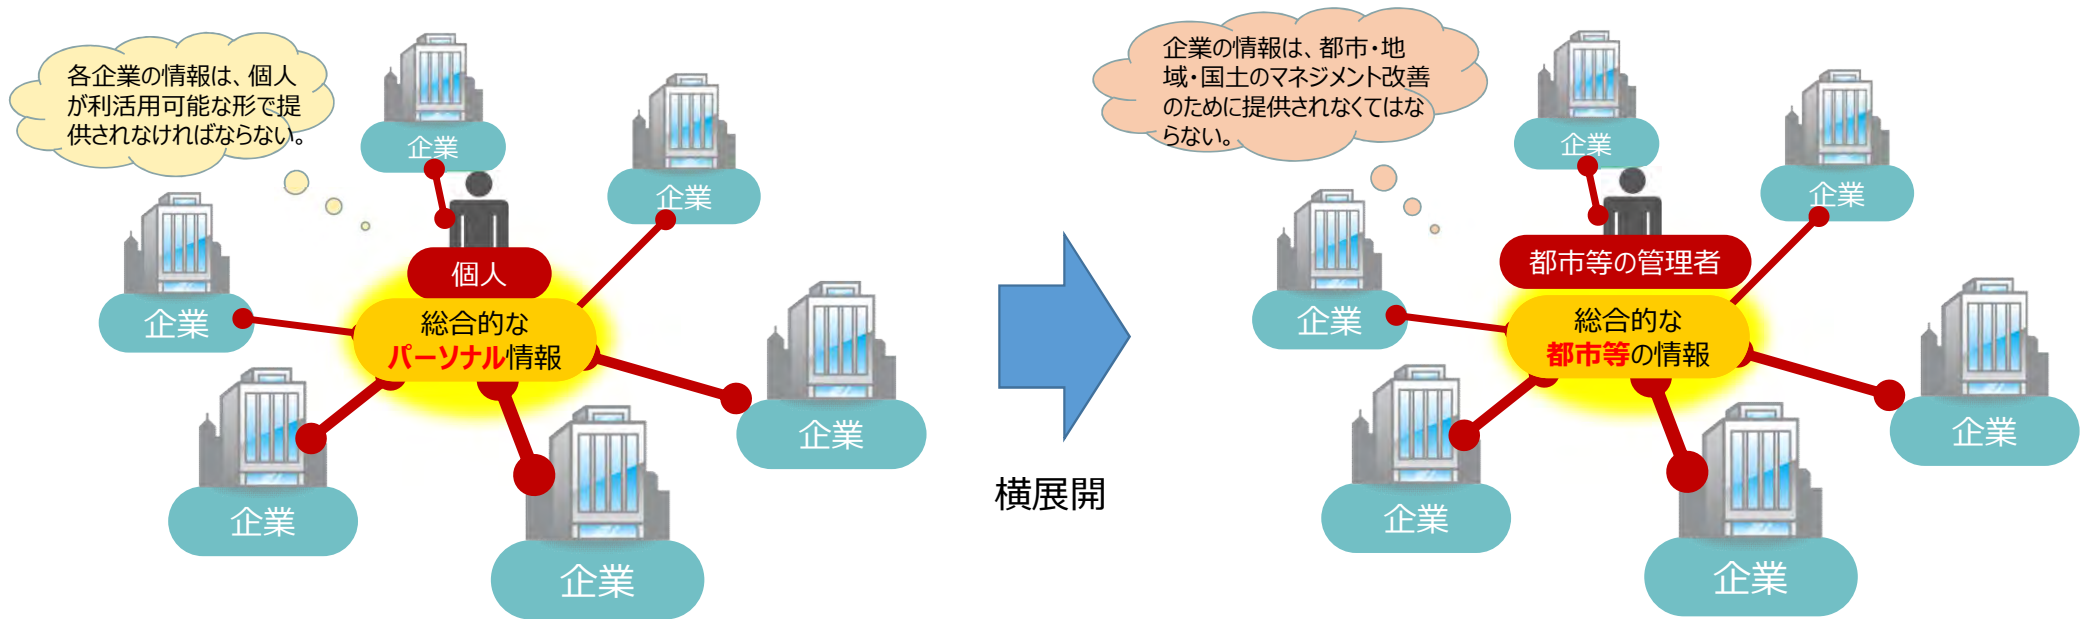 各企業の情報は、個人
が利活用可能な形で提
供されなければならない。
企業
企業
個人
企業
総合的な
パーソナル情報
企業
企業
企業
横展開
企業の情報は、都市・地
域・国土のマネジメント改善
のために提供されなくてはな
らない。
企業
企業
都市等の管理者
企業
総合的な
都市等の情報
企業
企業
企業